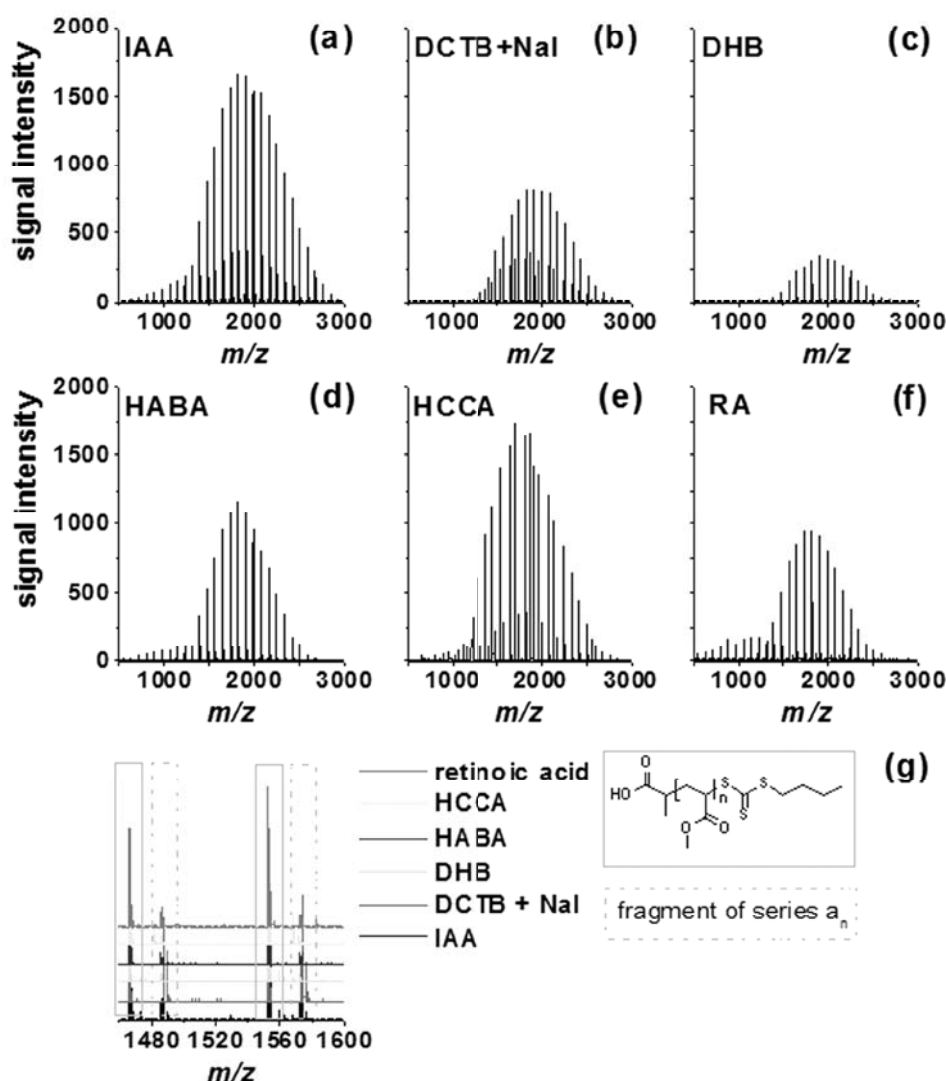 IAA (a)
DCTB+NaI (b)
DHB (c)
signal intensity
2000
1500
1000
500
0
1000 2000 3000
1000 2000 3000
1000 2000 3000
m/z
m/z
m/z
HABA (d)
HCCA (e)
RA (f)
signal intensity
2000
1500
1000
500
0
1000 2000 3000
1000 2000 3000
1000 2000 3000
m/z
m/z
m/z
(g)
retinoic acid
HCCA
HABA
DHB
DCTB + NaI
IAA
1480 1520 1560 1600
m/z
O
HO
S S
n
S
O O
fragment of series a_n